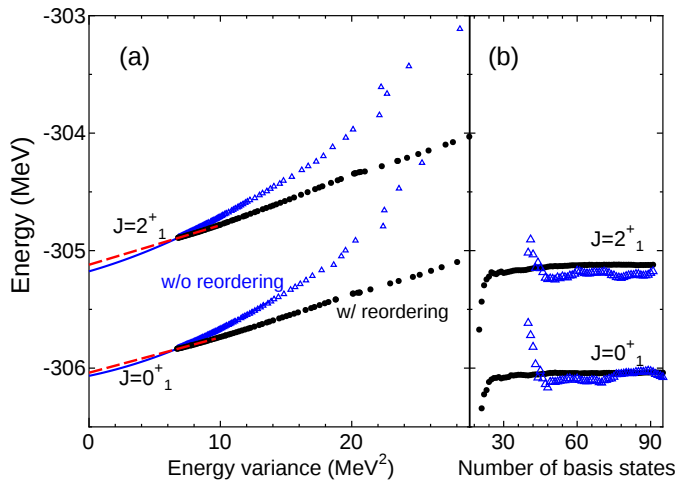 -303
-304
-305
-306
Energy (MeV)
(a)
(b)
J=2⁺₁
w/o reordering
w/ reordering
J=0⁺₁
J=2⁺₁
J=0⁺₁
0 10 20 30 60 90
Energy variance (MeV²) Number of basis states